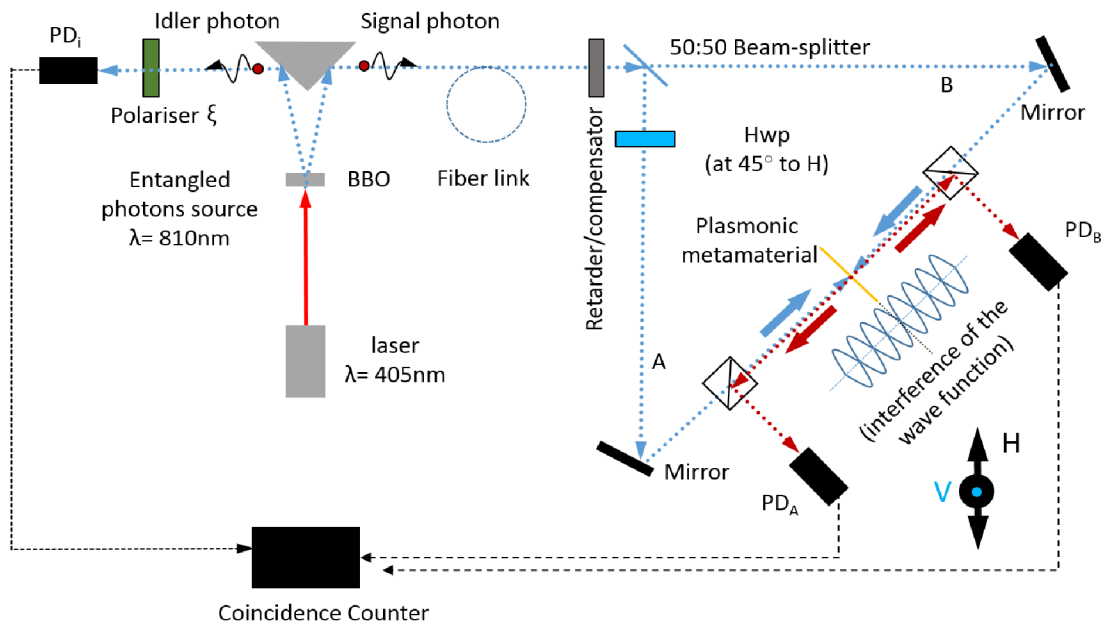 Idler photon
Signal photon
PDi
Polariser ξ
Entangled
photons source
λ= 810nm
BBO
Fiber link
laser
λ= 405nm
Retarder/compensator
50:50 Beam-splitter
B
Mirror
Hwp
(at 45° to H)
Plasmonic
metamaterial
PDB
A
(interference of the
wave function)
Mirror
PDA
H
V
Coincidence Counter